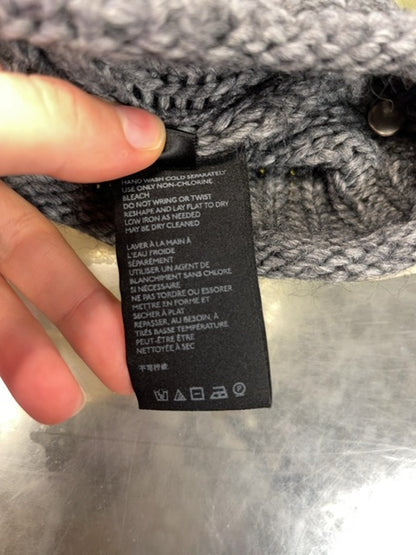 HAND WASH COLD SEPARATELY
USE ONLY NON-CHLORINE
BLEACH
DO NOT WRING OR TWIST
RESHAPE AND LAY FLAT TO DRY
LOW IRON AS NEEDED
MAY BE DRY CLEANED
LAVER À LA MAIN À
L'EAU FROIDE
SÉPARÉMENT
UTILISER UN AGENT DE
BLANCHIMENT SANS CHLORE
SI NÉCESSAIRE
NE PAS TORDRE OU ESSORER
METTRE EN FORME ET
SÉCHER À PLAT
REPASSER, AU BESOIN, À
TRÈS BASSE TEMPÉRATURE
PEUT-ÊTRE ÊTRE
NETTOYÉE À SEC